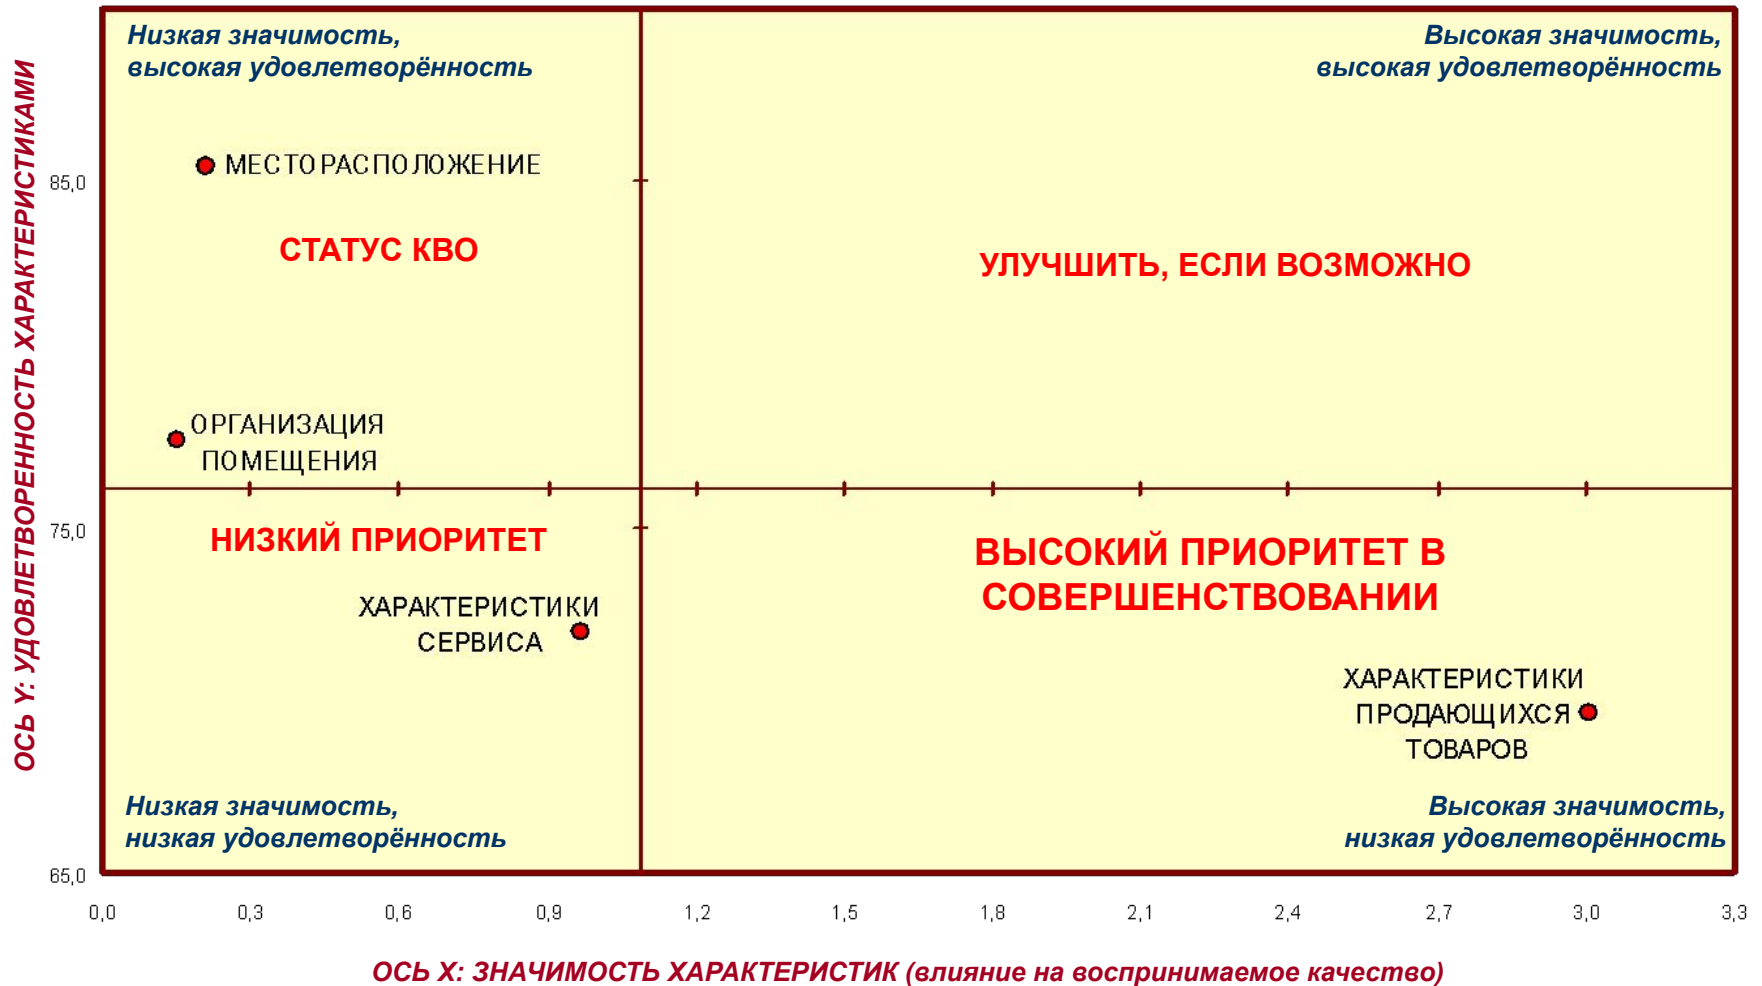 Низкая значимость,
высокая удовлетворённость
Высокая значимость,
высокая удовлетворённость
МЕСТОРАСПОЛОЖЕНИЕ
85,0
СТАТУС КВО
УЛУЧШИТЬ, ЕСЛИ ВОЗМОЖНО
ОСЬ Y: УДОВЛЕТВОРЕННОСТЬ ХАРАКТЕРИСТИКАМИ
ОРГАНИЗАЦИЯ
ПОМЕЩЕНИЯ
75,0
НИЗКИЙ ПРИОРИТЕТ
ВЫСОКИЙ ПРИОРИТЕТ В
СОВЕРШЕНСТВОВАНИИ
ХАРАКТЕРИСТИКИ
СЕРВИСА
ХАРАКТЕРИСТИКИ
ПРОДАЮЩИХСЯ
ТОВАРОВ
Низкая значимость,
низкая удовлетворённость
Высокая значимость,
низкая удовлетворённость
65,0
0,0 0,3 0,6 0,9 1,2 1,5 1,8 2,1 2,4 2,7 3,0 3,3
ОСЬ X: ЗНАЧИМОСТЬ ХАРАКТЕРИСТИК (влияние на воспринимаемое качество)